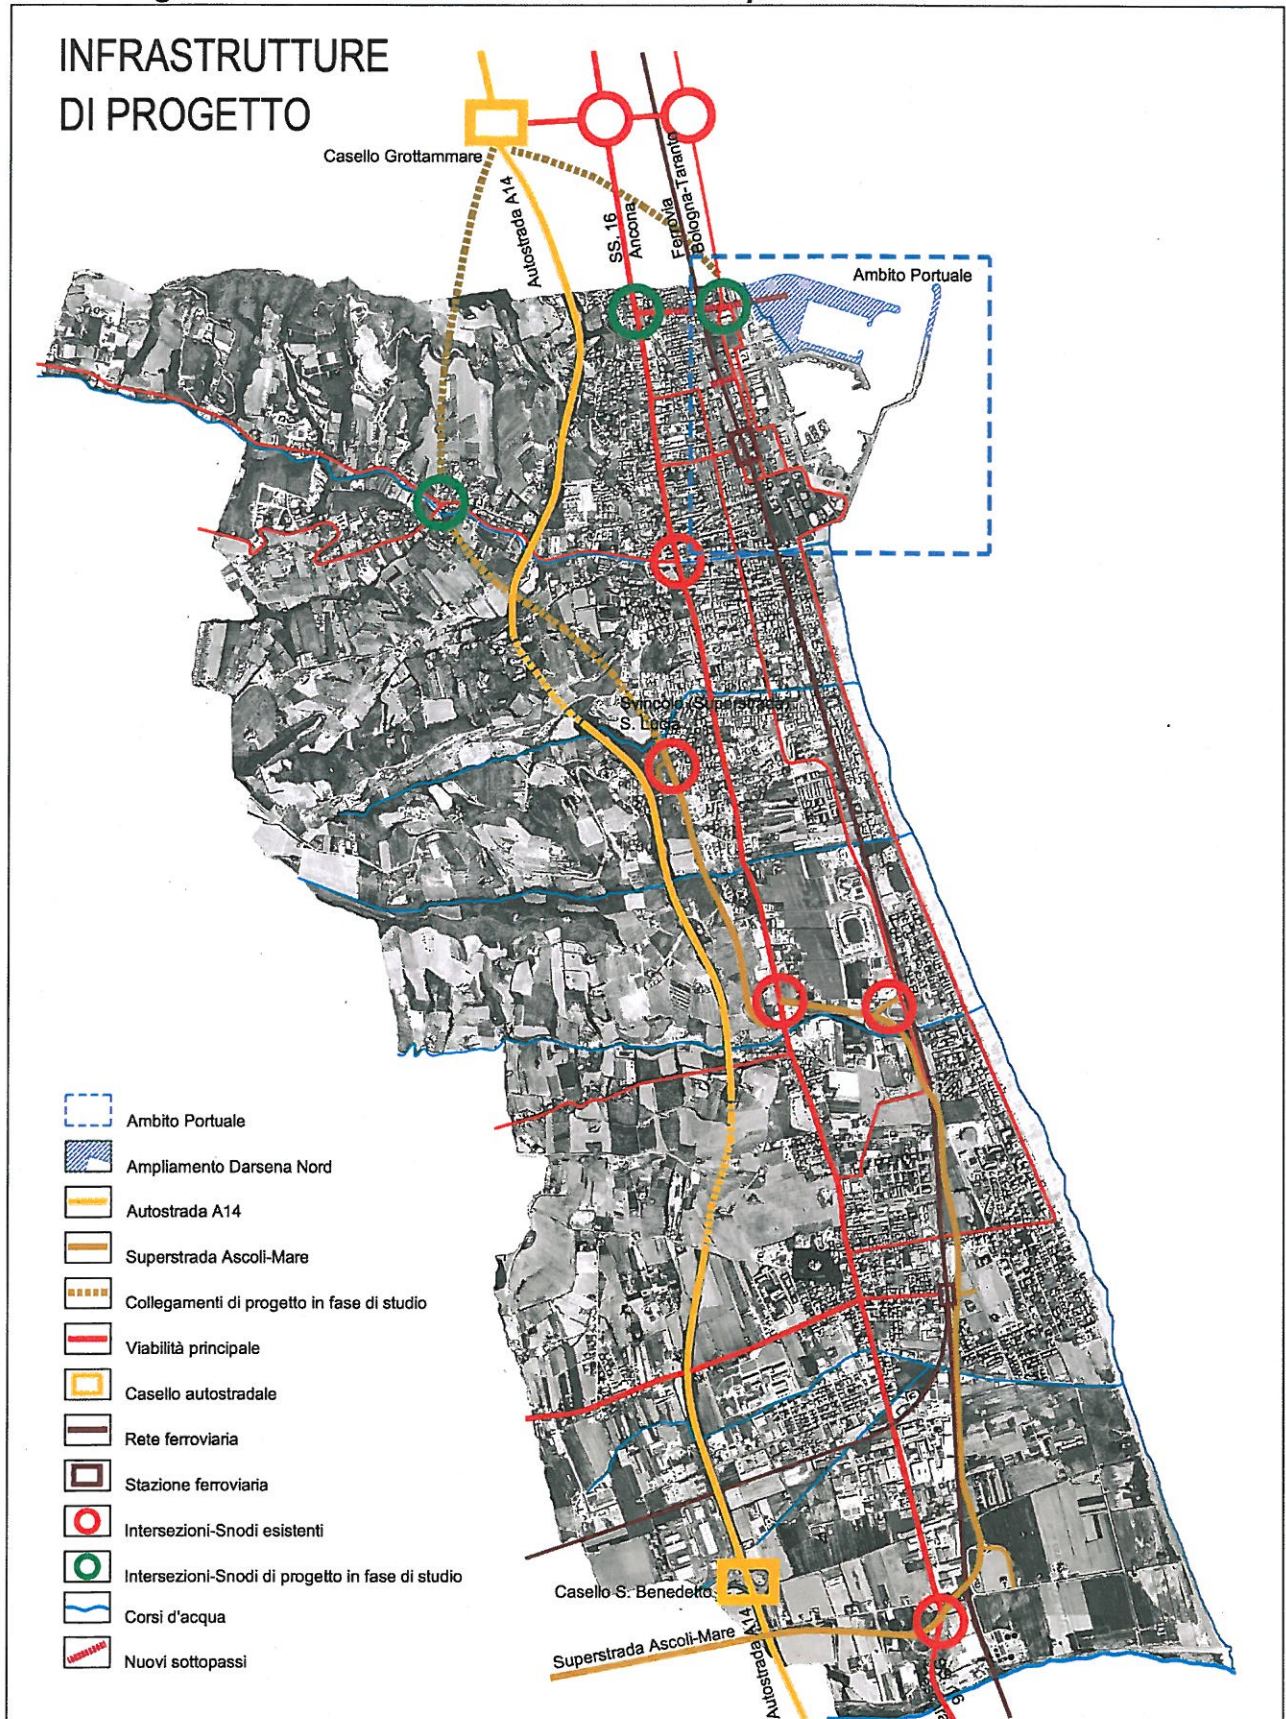 INFRASTRUTTURE
DI PROGETTO
Casello Grottammare
Autostrada A14
SS. 16
Ancona
Ferrovia
Bologna-Taranto
Ambito Portuale
Svincolo (Superstrada)
S. Lucia
Ambito Portuale
Ampliamento Darsena Nord
Autostrada A14
Superstrada Ascoli-Mare
Collegamenti di progetto in fase di studio
Viabilità principale
Casello autostradale
Rete ferroviaria
Stazione ferroviaria
Intersezioni-Snodi esistenti
Intersezioni-Snodi di progetto in fase di studio
Corsi d'acqua
Nuovi sottopassi
Casello S. Benedetto
Superstrada Ascoli-Mare
Autostrada A14